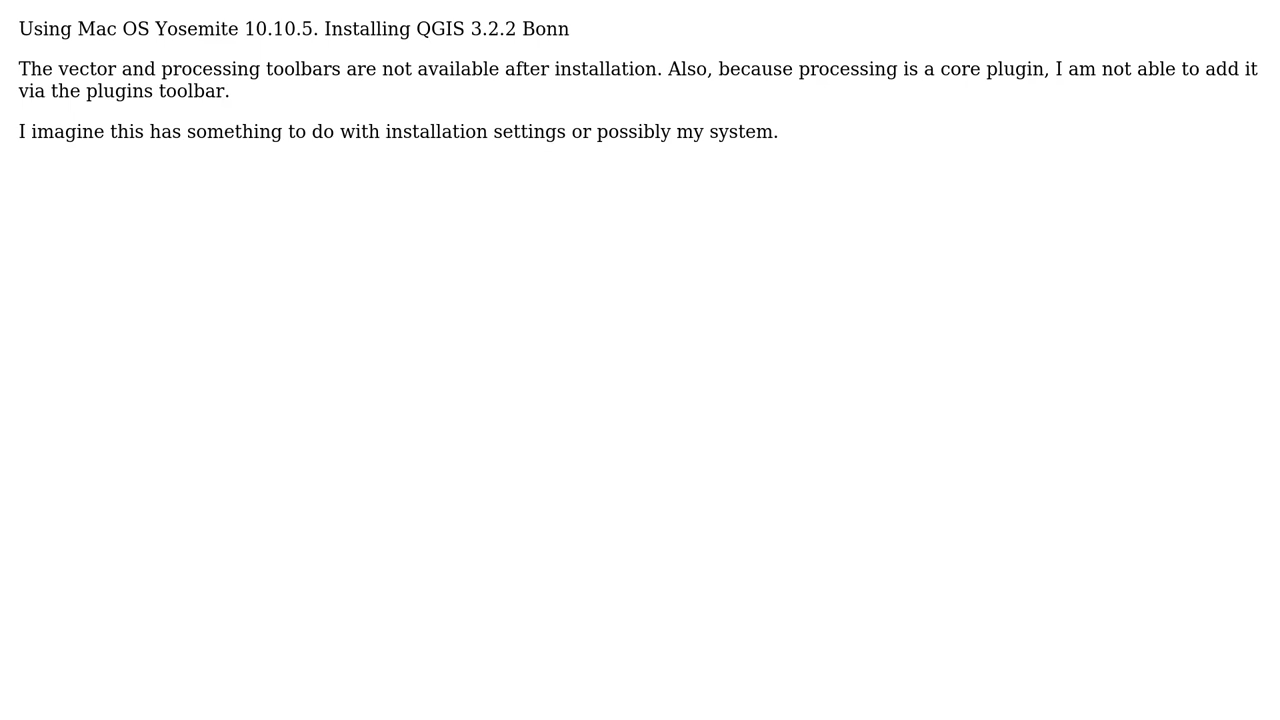 Using Mac OS Yosemite 10.10.5. Installing QGIS 3.2.2 Bonn
The vector and processing toolbars are not available after installation. Also, because processing is a core plugin, I am not able to add it
via the plugins toolbar.
I imagine this has something to do with installation settings or possibly my system.